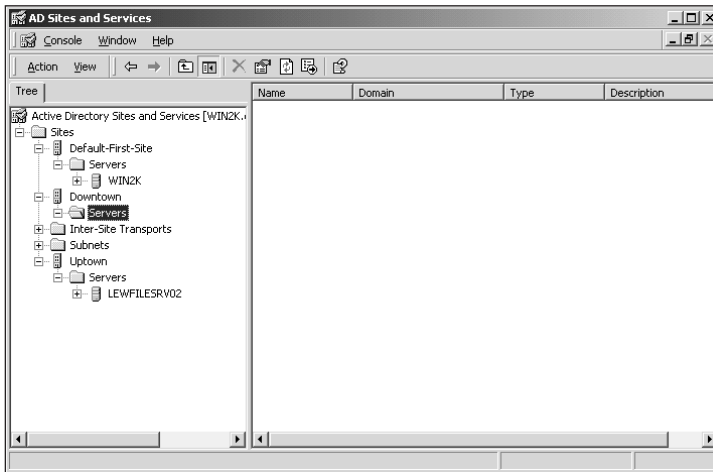 AD Sites and Services
Console Window Help
Action View
Tree
Name Domain Type Description
Active Directory Sites and Services [WIN2K.
Sites
Default-First-Site
Servers
WIN2K
Downtown
Servers
Inter-Site Transports
Subnets
Uptown
Servers
LEWFILESRV02